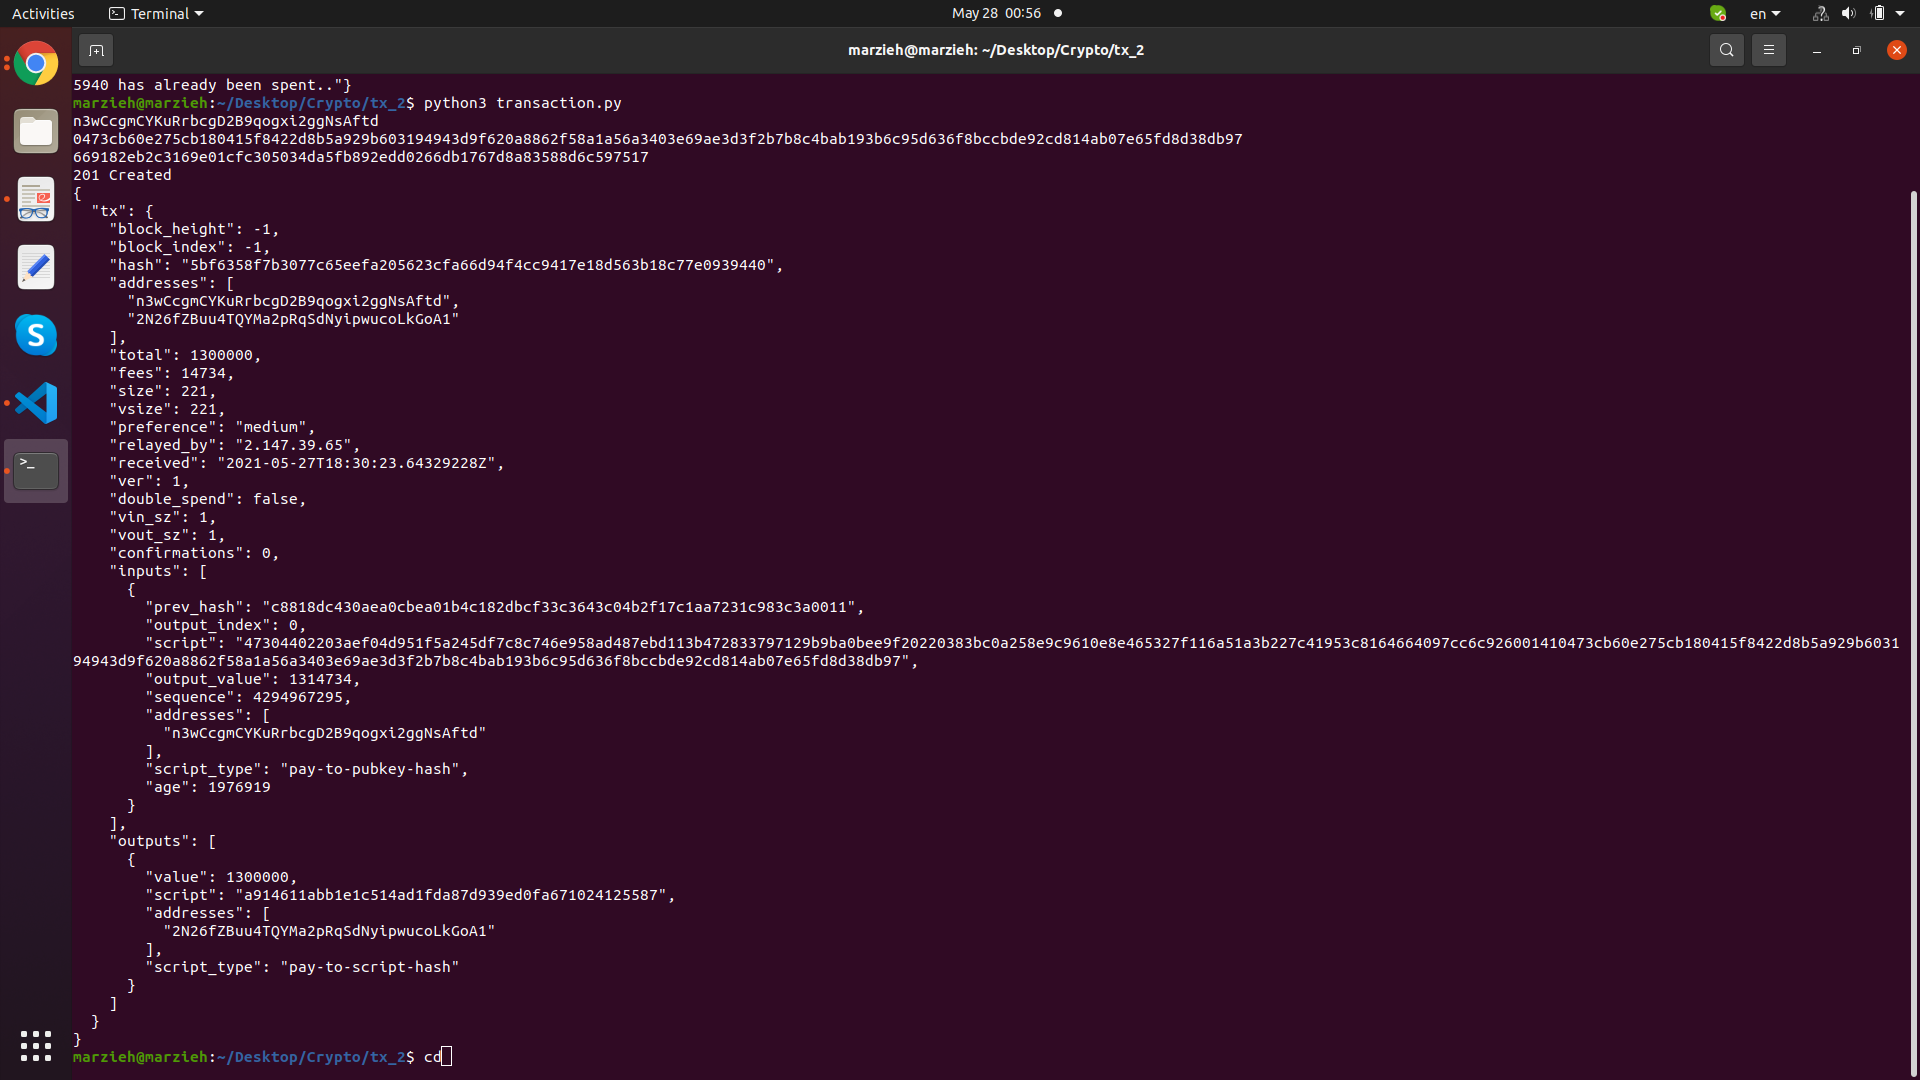 Activities Terminal May 28 00:56 en
marzieh@marzieh: ~/Desktop/Crypto/tx_2
5940 has already been spent.."}
marzieh@marzieh:~/Desktop/Crypto/tx_2$ python3 transaction.py
n3wCcgmCYKuRrbcgD2B9qogxi2ggNsAftd
0473cb60e275cb180415f8422d8b5a929b603194943d9f620a8862f58a1a56a3403e69ae3d3f2b7b8c4bab193b6c95d636f8bccbde92cd814ab07e65fd8d38db97
669182eb2c3169e01cfc305034da5fb892edd0266db1767d8a83588d6c597517
201 Created
{
  "tx": {
    "block_height": -1,
    "block_index": -1,
    "hash": "5bf6358f7b3077c65eefa205623cfa66d94f4cc9417e18d563b18c77e0939440",
    "addresses": [
      "n3wCcgmCYKuRrbcgD2B9qogxi2ggNsAftd",
      "2N26fZBuu4TQYMa2pRqSdNyipwucoLkGoA1"
    ],
    "total": 1300000,
    "fees": 14734,
    "size": 221,
    "vsize": 221,
    "preference": "medium",
    "relayed_by": "2.147.39.65",
    "received": "2021-05-27T18:30:23.64329228Z",
    "ver": 1,
    "double_spend": false,
    "vin_sz": 1,
    "vout_sz": 1,
    "confirmations": 0,
    "inputs": [
      {
        "prev_hash": "c8818dc430aea0cbea01b4c182dbcf33c3643c04b2f17c1aa7231c983c3a0011",
        "output_index": 0,
        "script": "47304402203aef04d951f5a245df7c8c746e958ad487ebd113b472833797129b9ba0bee9f20220383bc0a258e9c9610e8e465327f116a51a3b227c41953c8164664097cc6c926001410473cb60e275cb180415f8422d8b5a929b6031
94943d9f620a8862f58a1a56a3403e69ae3d3f2b7b8c4bab193b6c95d636f8bccbde92cd814ab07e65fd8d38db97",
        "output_value": 1314734,
        "sequence": 4294967295,
        "addresses": [
          "n3wCcgmCYKuRrbcgD2B9qogxi2ggNsAftd"
        ],
        "script_type": "pay-to-pubkey-hash",
        "age": 1976919
      }
    ],
    "outputs": [
      {
        "value": 1300000,
        "script": "a914611abb1e1c514ad1fda87d939ed0fa671024125587",
        "addresses": [
          "2N26fZBuu4TQYMa2pRqSdNyipwucoLkGoA1"
        ],
        "script_type": "pay-to-script-hash"
      }
    ]
  }
}
marzieh@marzieh:~/Desktop/Crypto/tx_2$ cd